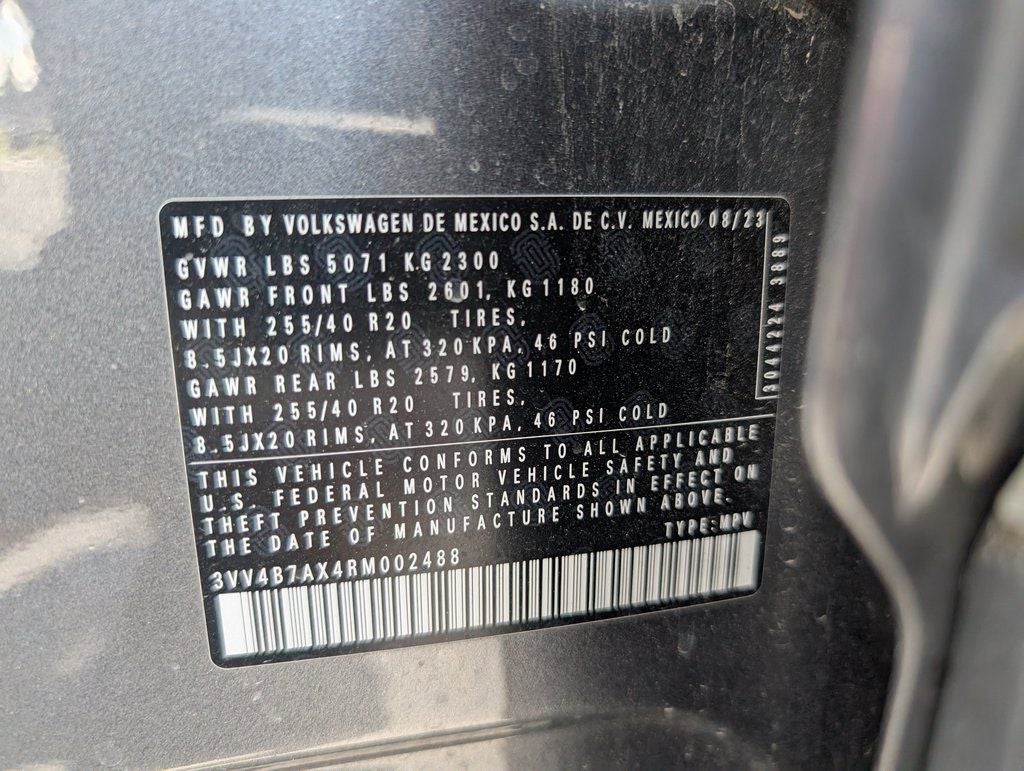 MFD BY VOLKSWAGEN DE MEXICO S.A. DE C.V. MEXICO 08/23
GVWR LBS 5071 KG 2300
GAWR FRONT LBS 2601, KG 1180
WITH 255/40 R20 TIRES,
8.5JX20 RIMS, AT 320 KPA, 46 PSI COLD
GAWR REAR LBS 2579, KG 1170
WITH 255/40 R20 TIRES,
8.5JX20 RIMS, AT 320 KPA, 46 PSI COLD
3044224 3889
THIS VEHICLE CONFORMS TO ALL APPLICABLE
U.S. FEDERAL MOTOR VEHICLE SAFETY AND
THEFT PREVENTION STANDARDS IN EFFECT ON
THE DATE OF MANUFACTURE SHOWN ABOVE.
TYPE: MPV
3VV4B7AX4RM002488